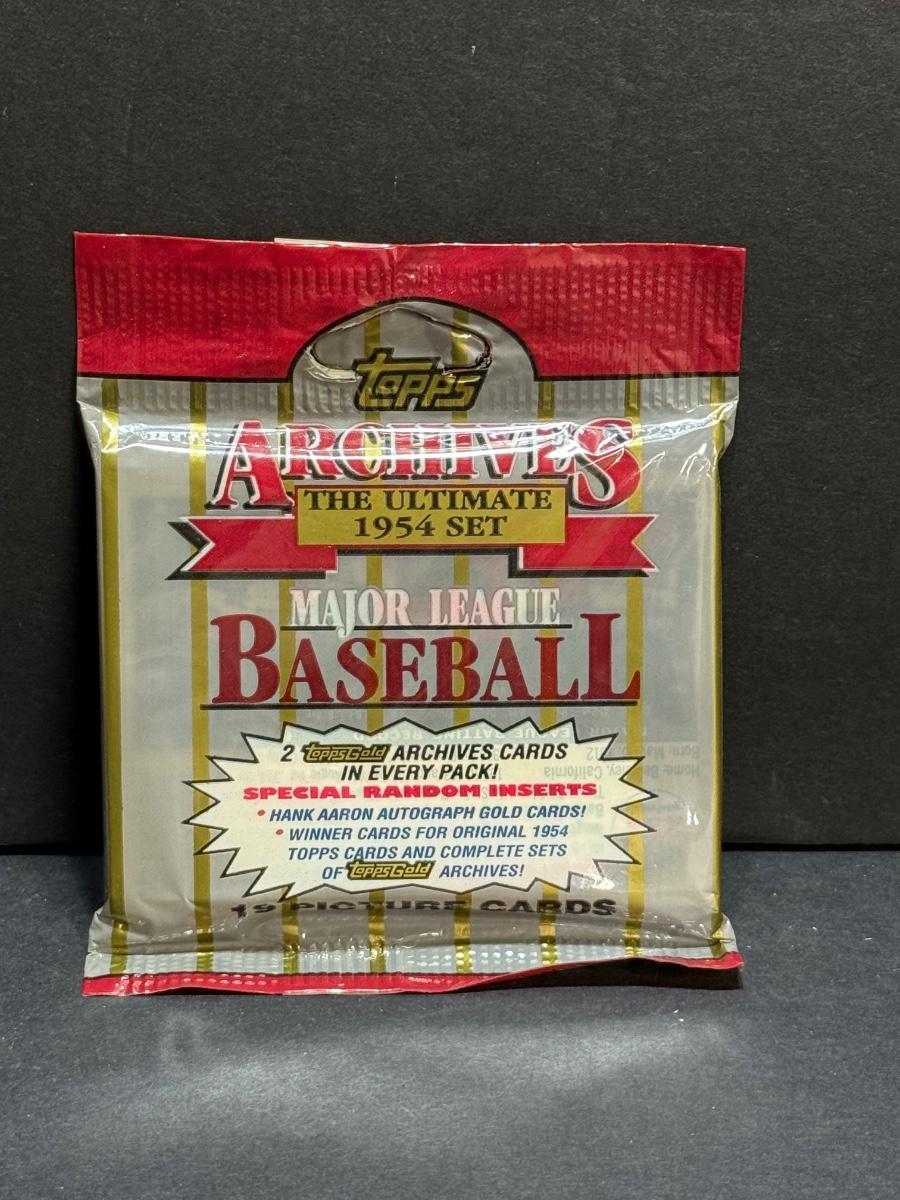 topps
ARCHIVES
THE ULTIMATE
1954 SET
MAJOR LEAGUE
BASEBALL
2 ToppsGold ARCHIVES CARDS
IN EVERY PACK!
SPECIAL RANDOM INSERTS
• HANK AARON AUTOGRAPH GOLD CARDS!
• WINNER CARDS FOR ORIGINAL 1954
TOPPS CARDS AND COMPLETE SETS
OF ToppsGold ARCHIVES!
19 PICTURE CARDS